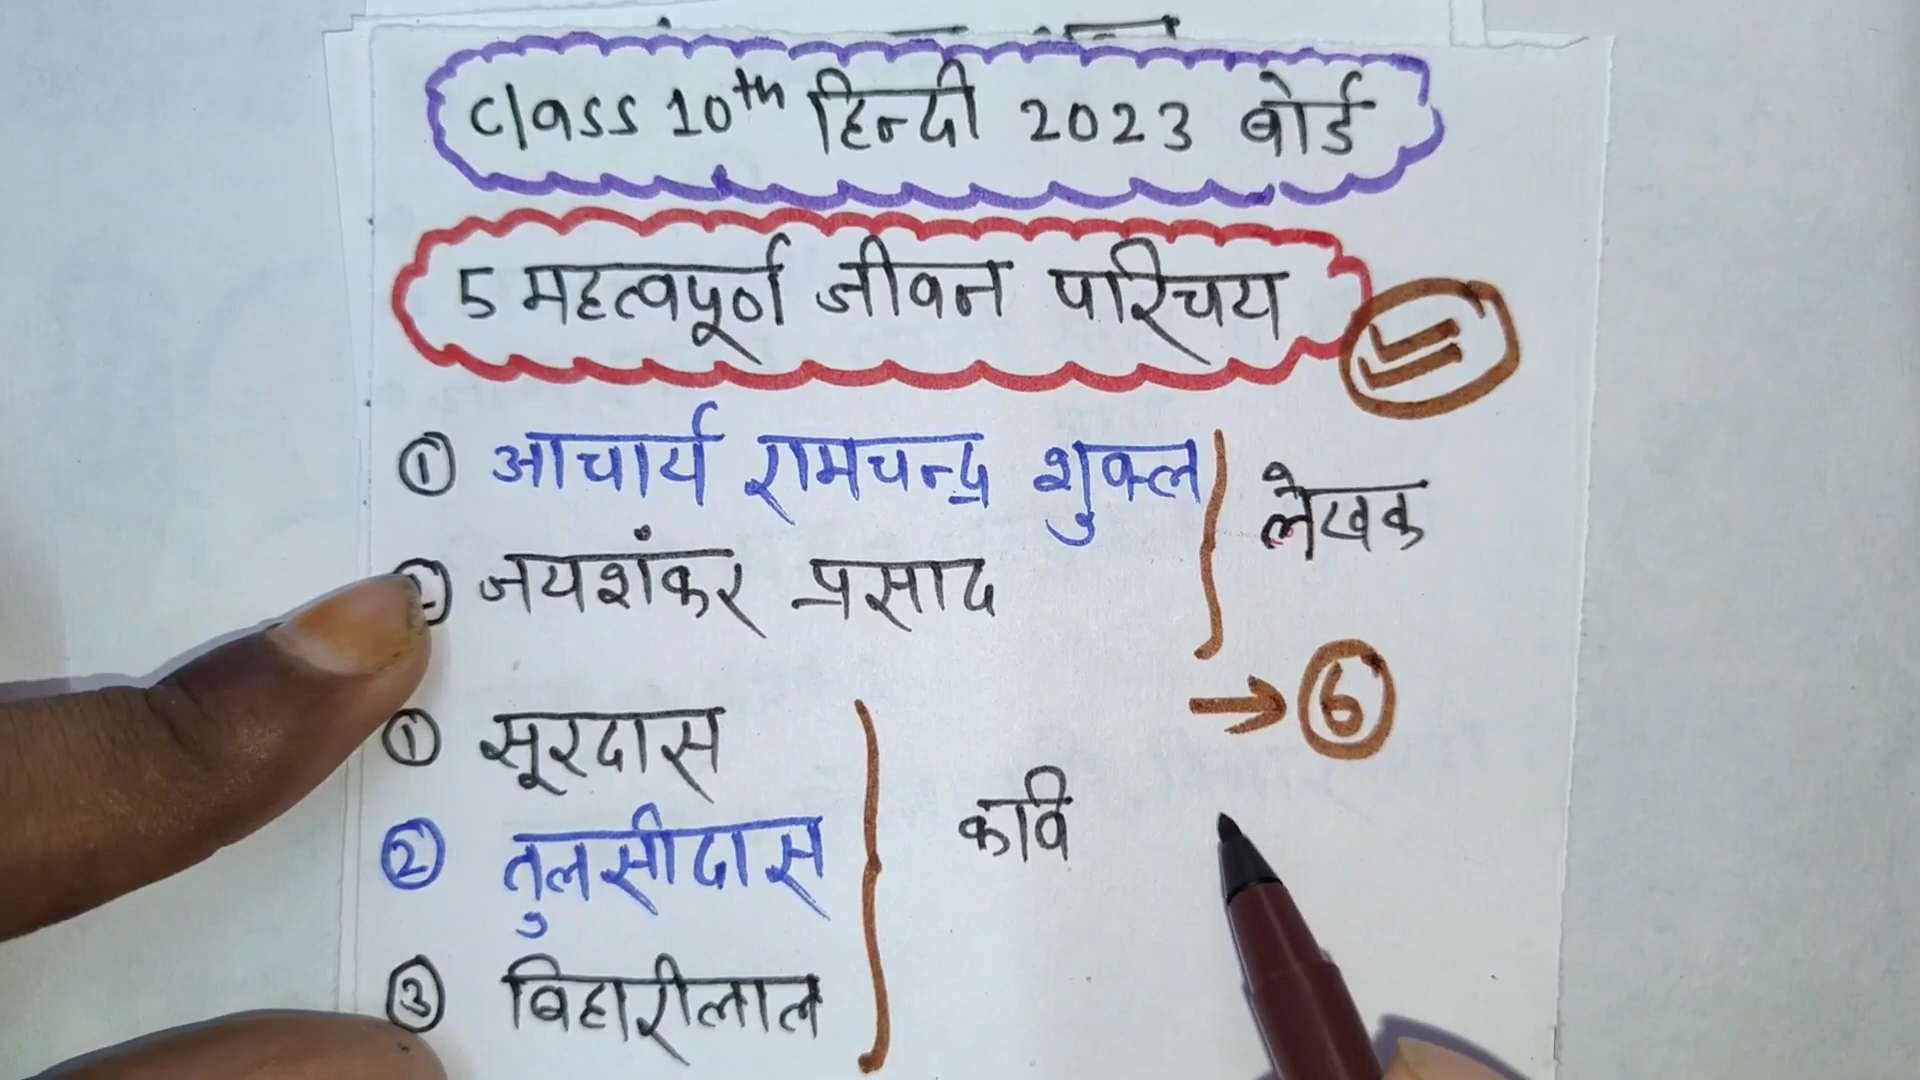 Class 10th हिन्दी 2023 बोर्ड
5 महत्वपूर्ण जीवन परिचय
① आचार्य रामचन्द्र शुक्ल
② जयशंकर प्रसाद
लेखक
→ ⑥
① सूरदास
② तुलसीदास
③ बिहारीलाल
कवि